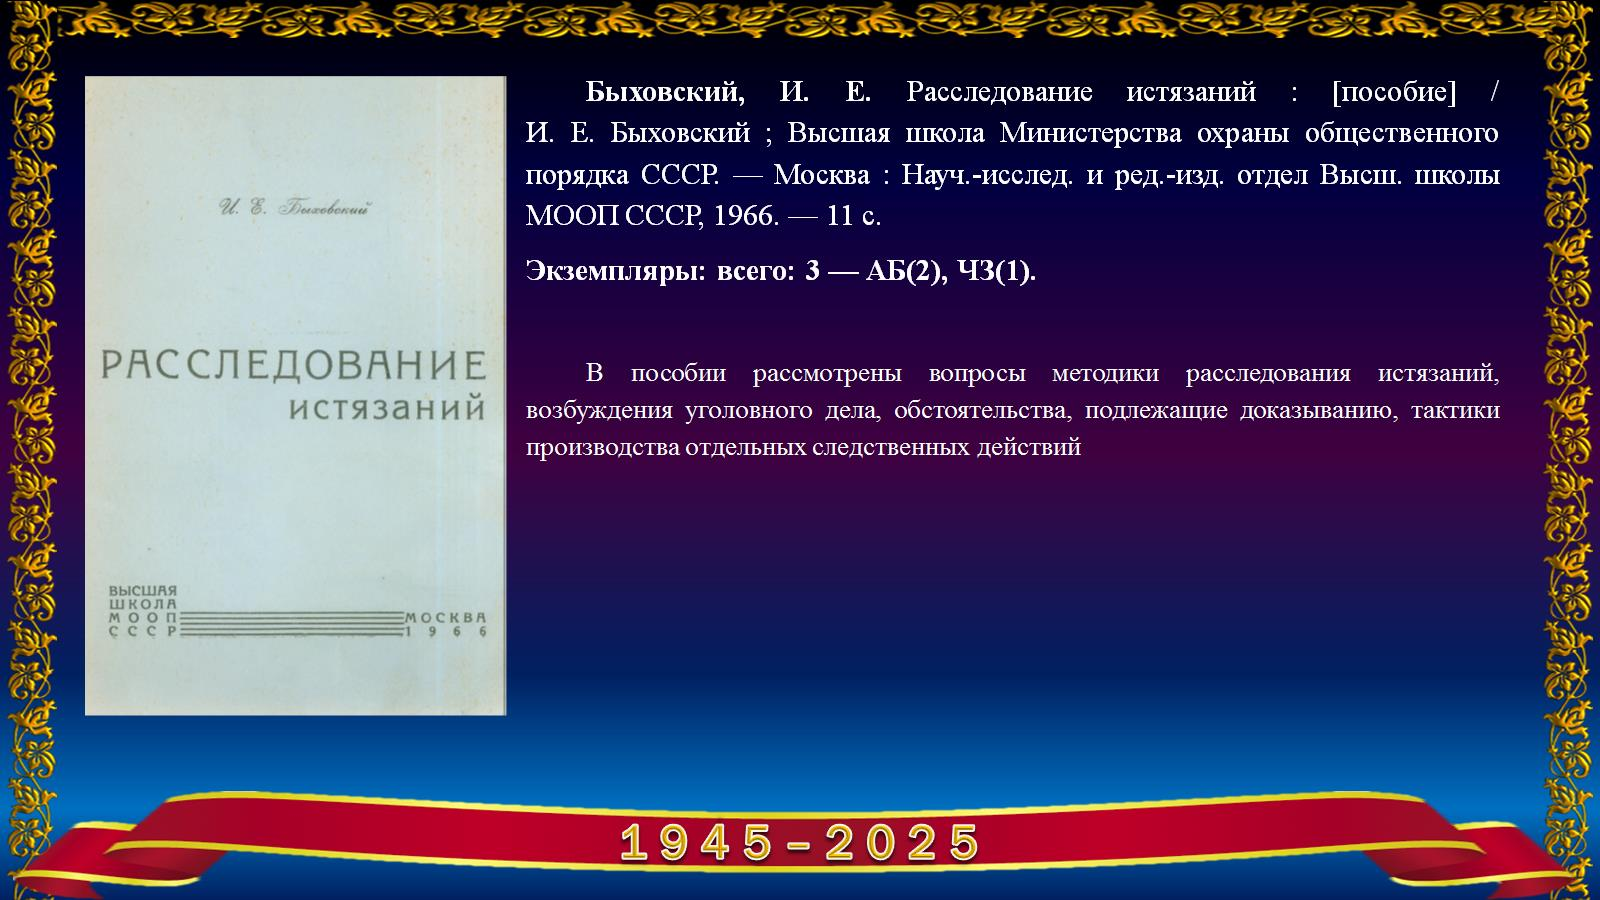 И. Е. Быховский
РАССЛЕДОВАНИЕ
истязаний
ВЫСШАЯ
ШКОЛА
МООП
СССР
МОСКВА
1966
Быховский, И. Е. Расследование истязаний : [пособие] /
И. Е. Быховский ; Высшая школа Министерства охраны общественного
порядка СССР. — Москва : Науч.-исслед. и ред.-изд. отдел Высш. школы
МООП СССР, 1966. — 11 с.
Экземпляры: всего: 3 — АБ(2), ЧЗ(1).
В пособии рассмотрены вопросы методики расследования истязаний,
возбуждения уголовного дела, обстоятельства, подлежащие доказыванию, тактики
производства отдельных следственных действий
1945–2025